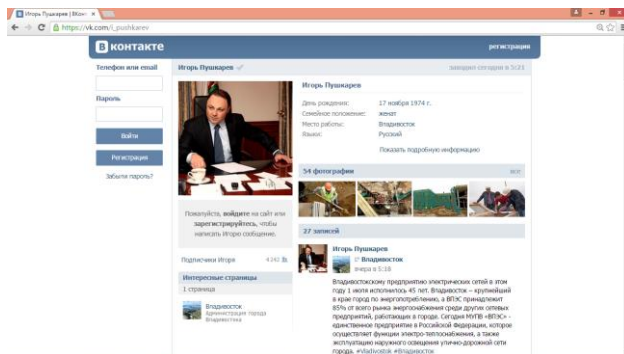 Игорь Пушкарев | ВКонт
https://vk.com/i_pushkarev
В контакте
регистрация
Телефон или email
Пароль
Войти
Регистрация
Забыли пароль?
Игорь Пушкарев
заходил сегодня в 5:21
Пожалуйста, войдите на сайт или
зарегистрируйтесь, чтобы
написать Игорю сообщение.
Подписчики Игоря 4 242
Интересные страницы
1 страница
Владивосток
Администрация города
Владивостока
Игорь Пушкарев
День рождения: 17 ноября 1974 г.
Семейное положение: женат
Место работы: Владивосток
Языки: Русский
Показать подробную информацию
54 фотографии все
27 записей
Игорь Пушкарев
Владивосток
вчера в 5:18
Владивостокскому предприятию электрических сетей в этом
году 1 июля исполнилось 45 лет. Владивосток – крупнейший
в крае город по энергопотреблению, а ВПЭС принадлежит
85% от всего рынка энергоснабжения среди других сетевых
предприятий, работающих в городе. Сегодня МУПВ «ВПЭС» -
единственное предприятие в Российской Федерации, которое
осуществляет функции электро-теплоснабжения, а также
эксплуатацию наружного освещения улично-дорожной сети
города. #Vladivostok #Владивосток